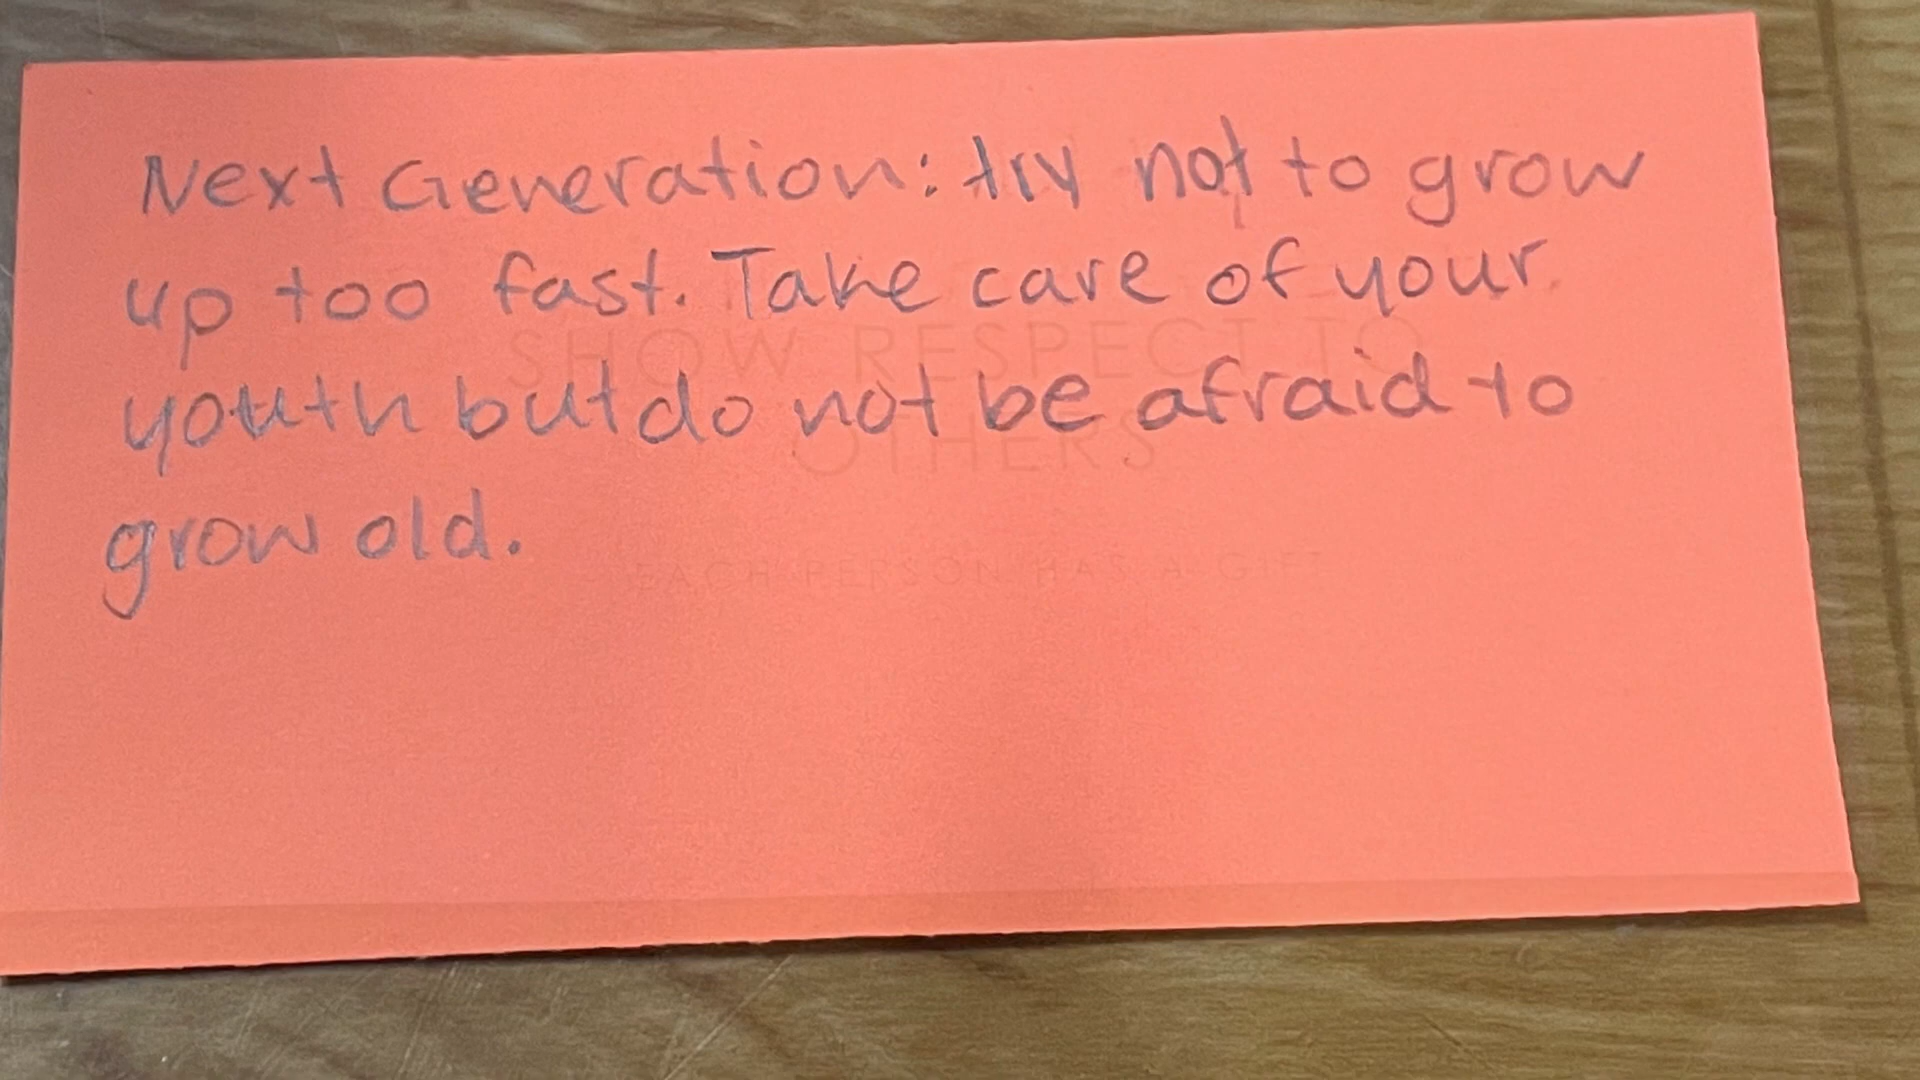 Next Generation: try not to grow
up too fast. Take care of your
SHOW RESPECT TO
youth but do not be afraid to
OTHERS
grow old.
EACH PERSON HAS A GIFT